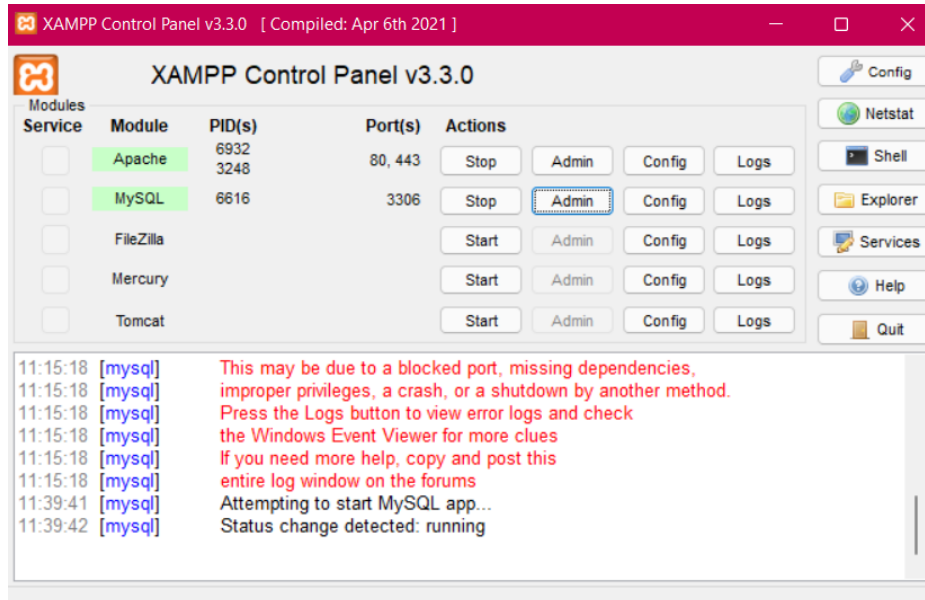 XAMPP Control Panel v3.3.0 [ Compiled: Apr 6th 2021 ]
XAMPP Control Panel v3.3.0
Config
Modules
Service Module PID(s) Port(s) Actions
Netstat
Apache 6932 3248 80, 443 Stop Admin Config Logs
Shell
MySQL 6616 3306 Stop Admin Config Logs
Explorer
FileZilla Start Admin Config Logs
Services
Mercury Start Admin Config Logs
Help
Tomcat Start Admin Config Logs
Quit
11:15:18 [mysql] This may be due to a blocked port, missing dependencies,
11:15:18 [mysql] improper privileges, a crash, or a shutdown by another method.
11:15:18 [mysql] Press the Logs button to view error logs and check
11:15:18 [mysql] the Windows Event Viewer for more clues
11:15:18 [mysql] If you need more help, copy and post this
11:15:18 [mysql] entire log window on the forums
11:39:41 [mysql] Attempting to start MySQL app...
11:39:42 [mysql] Status change detected: running